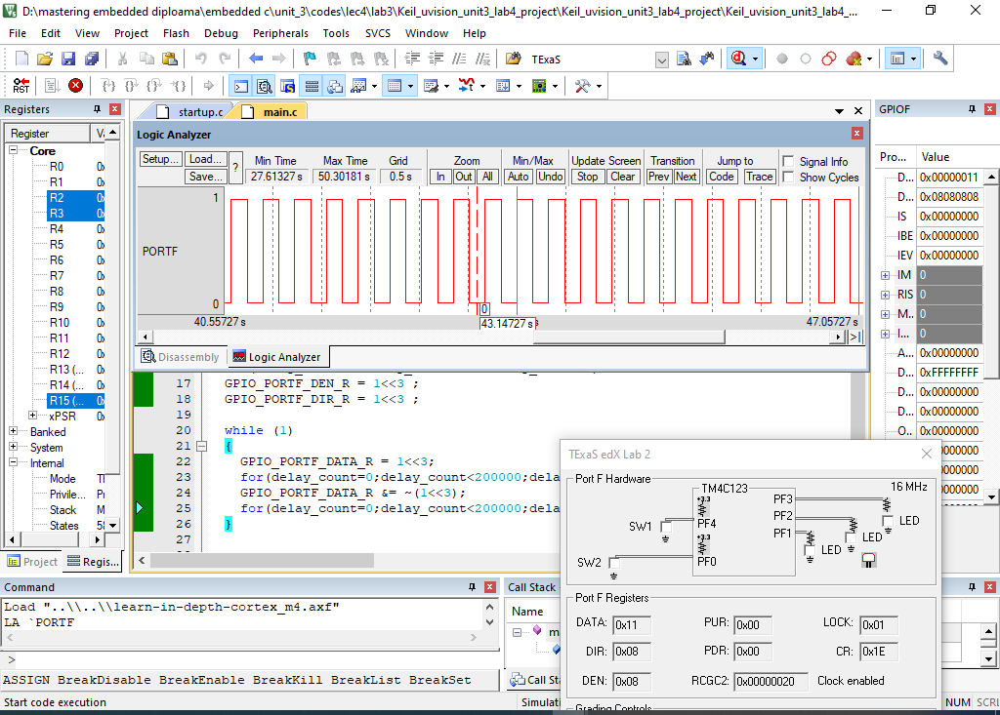 D:\mastering embedded diploama\embedded c\unit_3\codes\lec4\lab3\Keil_uvision_unit3_lab4_project\Keil_uvision_unit3_lab4_project\Keil_uvision_unit3_lab4_...
File Edit View Project Flash Debug Peripherals Tools SVCS Window Help
TExaS
RST
Registers
startup.c main.c
GPIOF
Register
Core
R0 0x
R1 0x
R2 0x
R3 0x
R4 0x
R5 0x
R6 0x
R7 0x
R8 0x
R9 0x
R10 0x
R11 0x
R12 0x
R13 (... 0x
R14 (... 0x
R15 (... 0x
xPSR 0x
Banked
System
Internal
Mode
Privile...
Stack
States
Project Regis...
Logic Analyzer
Setup... Load... Save... ?
Min Time Max Time Grid Zoom Min/Max Update Screen Transition Jump to Signal Info
27.61327 s 50.30181 s 0.5 s In Out All Auto Undo Stop Clear Prev Next Code Trace Show Cycles
1
PORTF
0
0
40.55727 s 43.14727 s 47.05727 s
Disassembly Logic Analyzer
17 GPIO_PORTF_DEN_R = 1<<3 ;
18 GPIO_PORTF_DIR_R = 1<<3 ;
19
20 while (1)
21 {
22 GPIO_PORTF_DATA_R = 1<<3;
23 for(delay_count=0;delay_count<200000;dela
24 GPIO_PORTF_DATA_R &= ~(1<<3);
25 for(delay_count=0;delay_count<200000;dela
26 }
27
Pro... Value
D... 0x00000011
D... 0x08080808
IS 0x00000000
IBE 0x00000000
IEV 0x00000000
IM 0
RIS 0
M... 0
I... 0
A... 0x00000000
D... 0xFFFFFFFF
D... 0x00000000
D... 0x00000000
O.. 0x00000000
TExaS edX Lab 2
Port F Hardware
TM4C123 16 MHz
+3.3
PF3
PF4
PF2
PF1
+3.3
PF0
SW1
SW2
LED
LED
LED
Port F Registers
DATA: 0x11 PUR: 0x00 LOCK: 0x01
DIR: 0x08 PDR: 0x00 CR: 0x1E
DEN: 0x08 RCGC2: 0x00000020 Clock enabled
Grading Controls
Command
Load "..\\..\\learn-in-depth-cortex_m4.axf"
LA `PORTF
>
ASSIGN BreakDisable BreakEnable BreakKill BreakList BreakSet
Call Stack
Name
Call Sta
Start code execution
Simulati
NUM SCRL